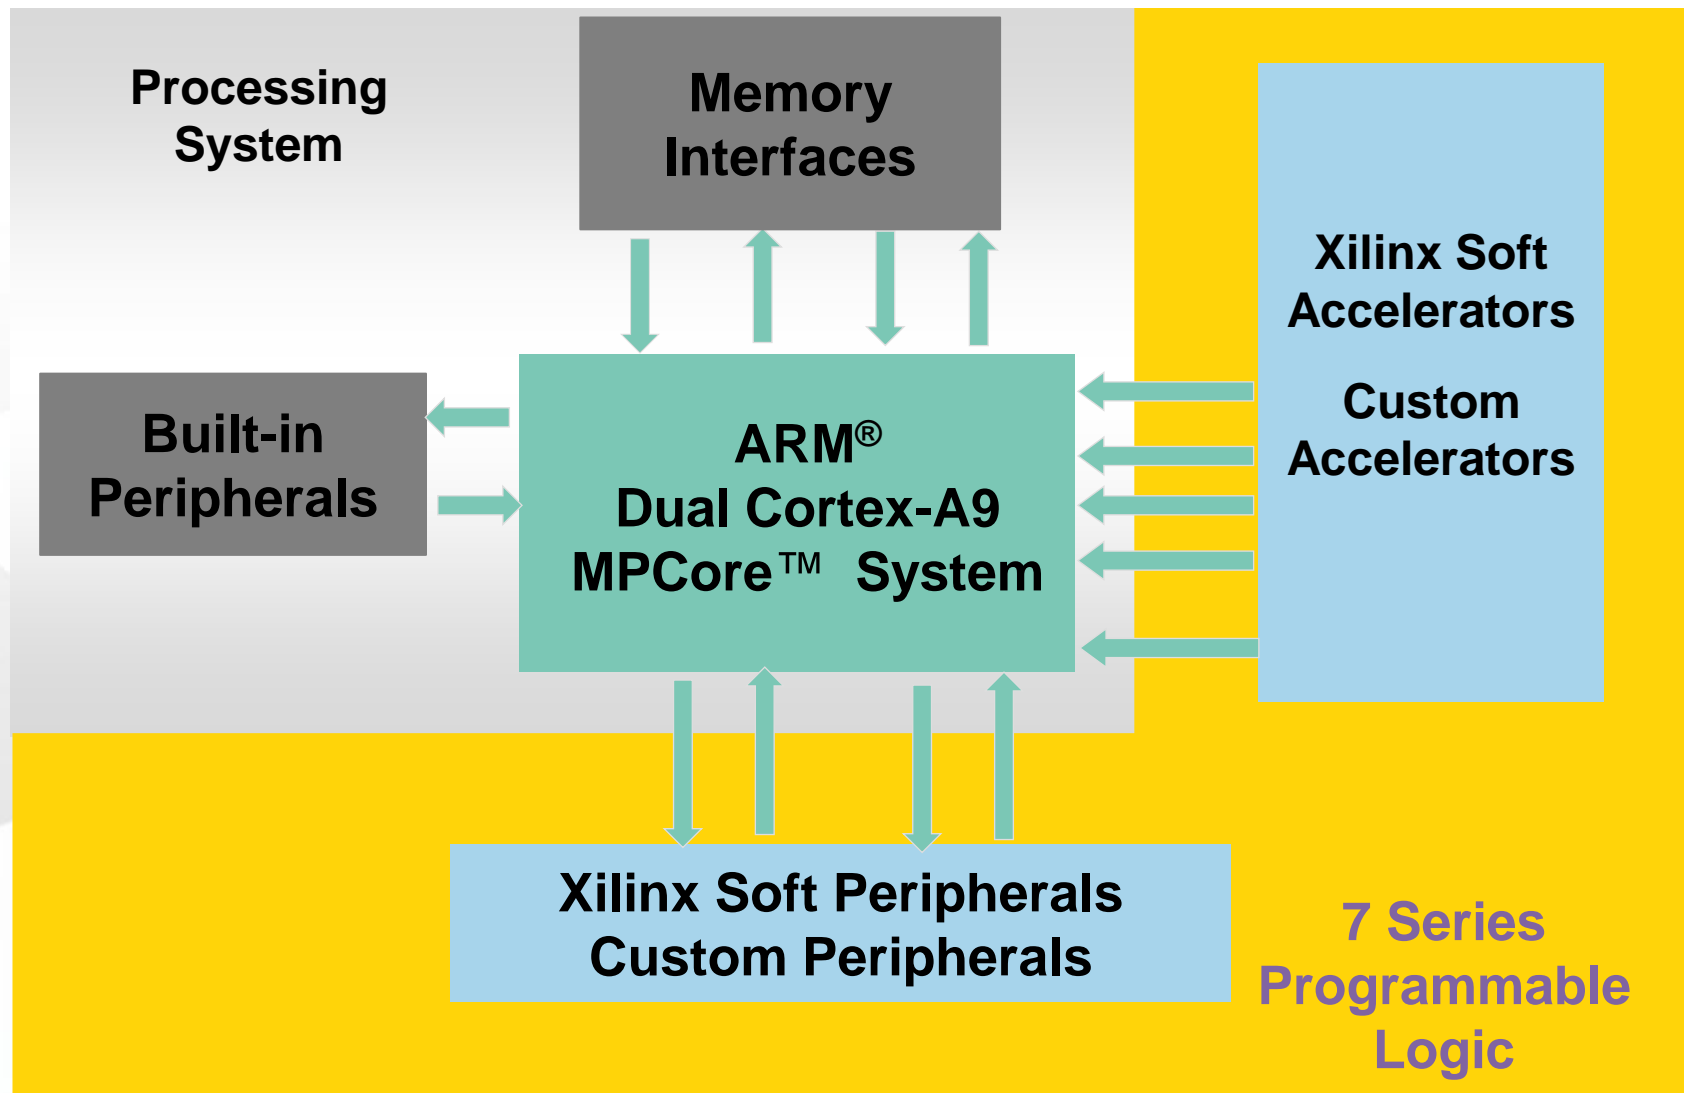 Processing
System
Memory
Interfaces
Xilinx Soft
Accelerators
Custom
Accelerators
Built-in
Peripherals
ARM®
Dual Cortex-A9
MPCore™ System
Xilinx Soft Peripherals
Custom Peripherals
7 Series
Programmable
Logic